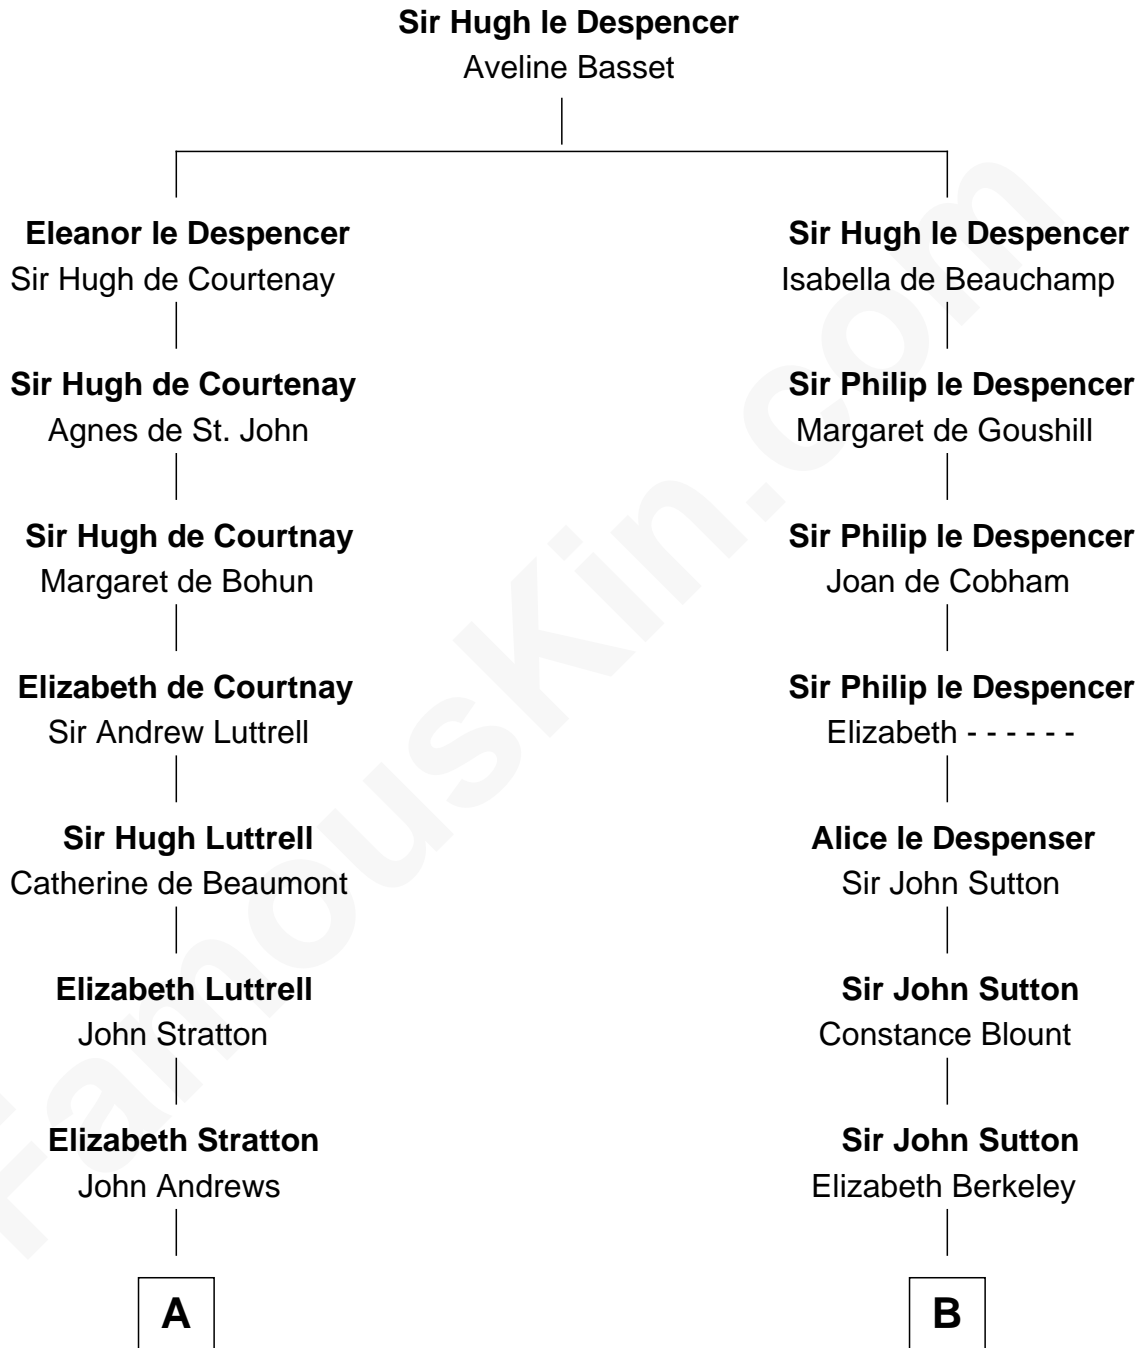 Sir Hugh le Despencer
Aveline Basset
Eleanor le Despencer
Sir Hugh de Courtenay
Sir Hugh le Despencer
Isabella de Beauchamp
Sir Hugh de Courtenay
Agnes de St. John
Sir Philip le Despencer
Margaret de Goushill
Sir Hugh de Courtnay
Margaret de Bohun
Sir Philip le Despencer
Joan de Cobham
Elizabeth de Courtnay
Sir Andrew Luttrell
Sir Philip le Despencer
Elizabeth - - - - - -
Sir Hugh Luttrell
Catherine de Beaumont
Alice le Despenser
Sir John Sutton
Elizabeth Luttrell
John Stratton
Sir John Sutton
Constance Blount
Elizabeth Stratton
John Andrews
Sir John Sutton
Elizabeth Berkeley
A
B
FamousKin.com